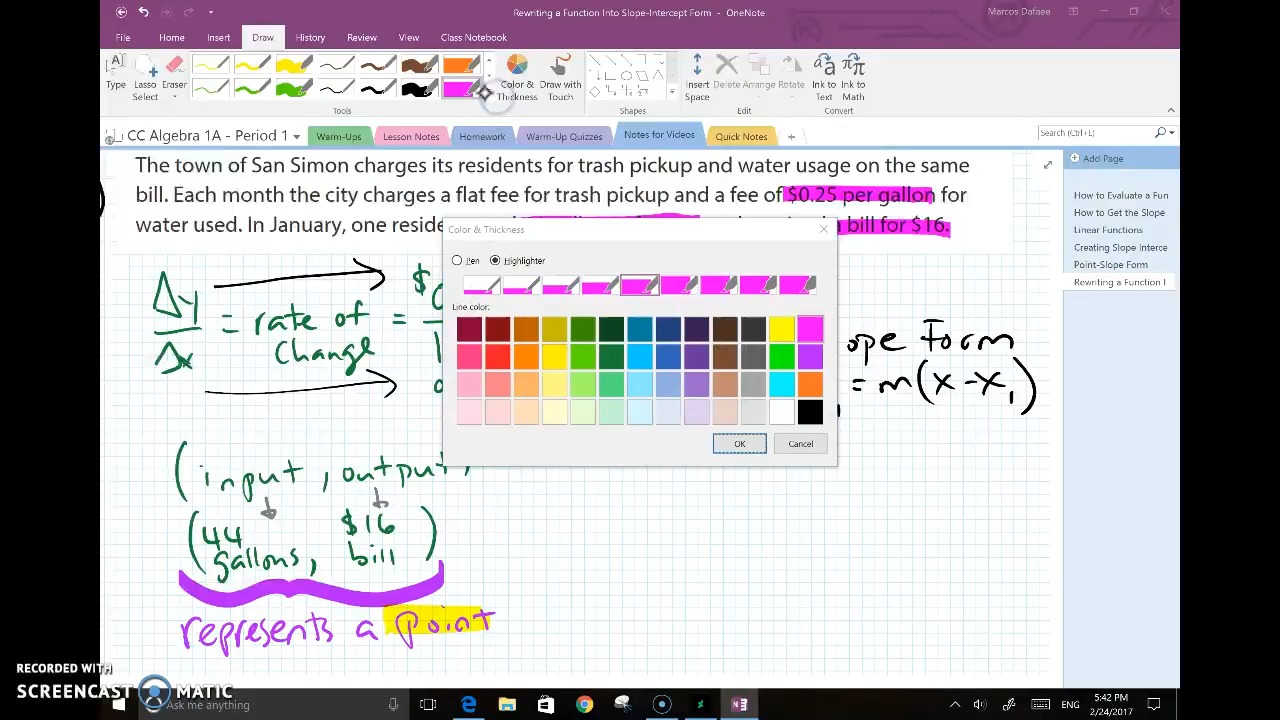 Rewriting a Function Into Slope-Intercept Form - OneNote
Marcos Dafaee
File Home Insert Draw History Review View Class Notebook
Type
Lasso Select
Eraser
Color & Thickness
Draw with Touch
Insert Space
Delete Arrange Rotate
Ink to Text
Ink to Math
Tools Shapes Edit Convert
CC Algebra 1A - Period 1 Warm-Ups Lesson Notes Homework Warm-Up Quizzes Notes for Videos Quick Notes + Search (Ctrl+E)
Add Page
How to Evaluate a Fun
How to Get the Slope
Linear Functions
Creating Slope Interce
Point-Slope Form
Rewriting a Function I
The town of San Simon charges its residents for trash pickup and water usage on the same
bill. Each month the city charges a flat fee for trash pickup and a fee of $0.25 per gallon for
water used. In January, one reside
a bill for $16.
Color & Thickness
Pen Highlighter
Line color:
OK Cancel
Δy
Δx
= rate of change =
$
ope Form
= m(x - x₁)
(input, output
(44 gallons, $16 bill)
represents a point
RECORDED WITH
SCREENCAST MATIC
Ask me anything
ENG
5:42 PM
2/24/2017